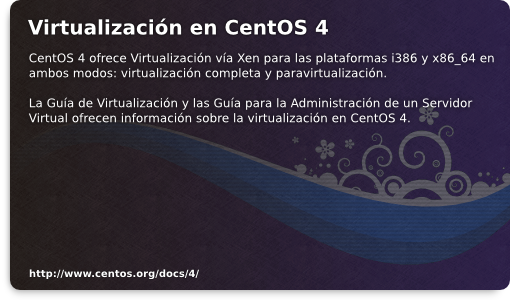 Virtualización en CentOS 4
CentOS 4 ofrece Virtualización vía Xen para las plataformas i386 y x86_64 en
ambos modos: virtualización completa y paravirtualización.
La Guía de Virtualización y las Guía para la Administración de un Servidor
Virtual ofrecen información sobre la virtualización en CentOS 4.
http://www.centos.org/docs/4/